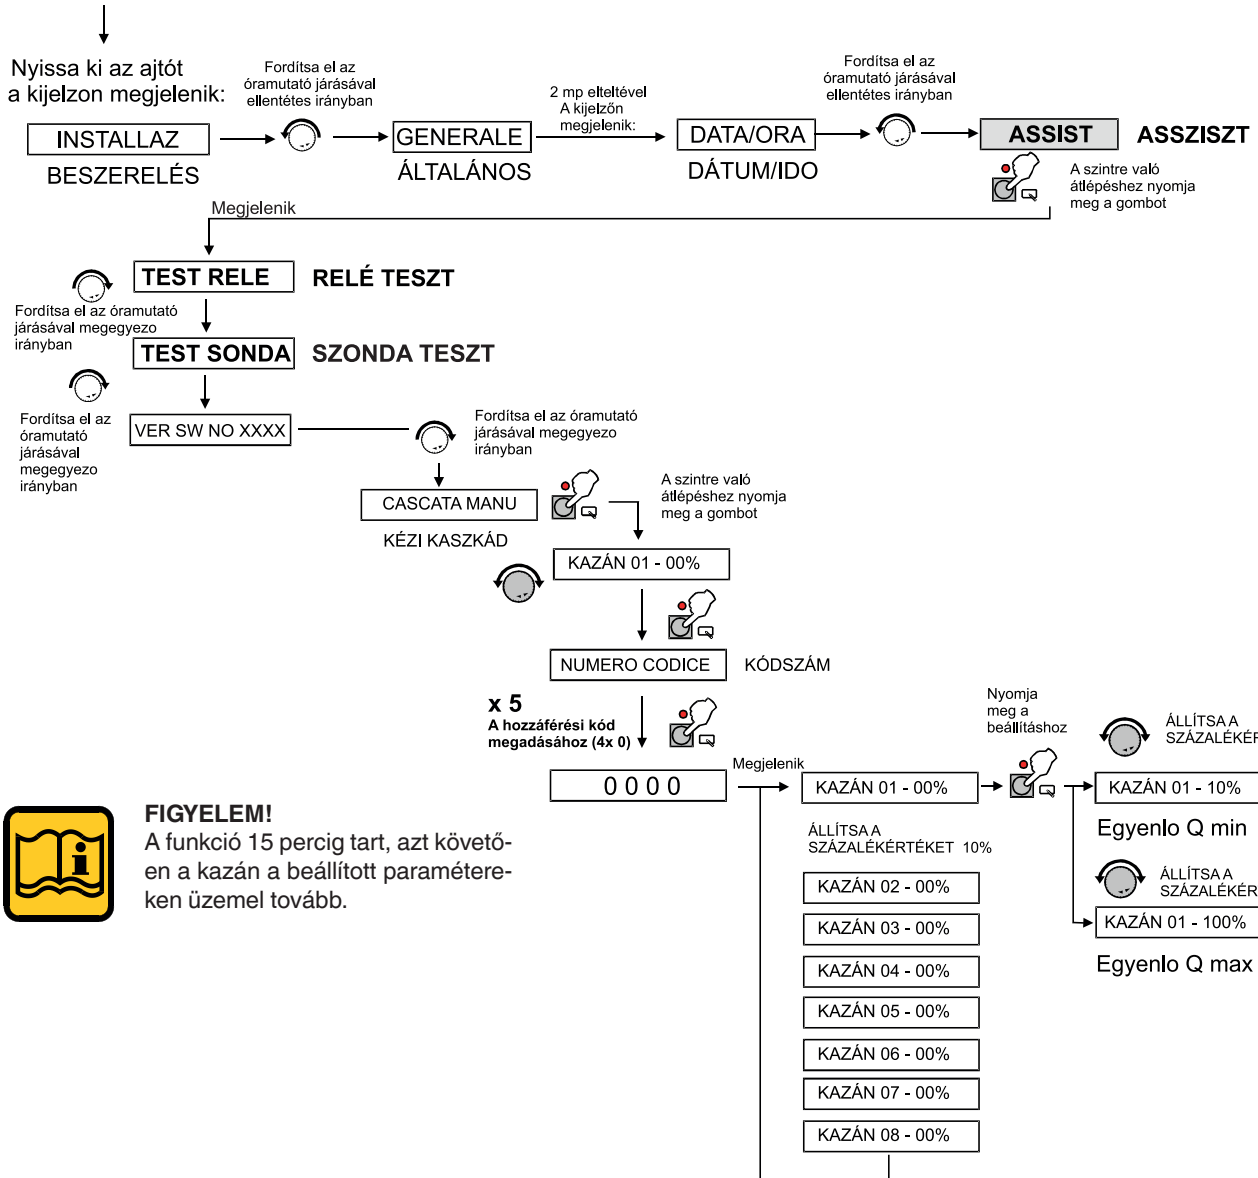 Nyissa ki az ajtót
a kijelzon megjelenik:
Fordítsa el az
óramutató járásával
ellentétes irányban
2 mp elteltével
A kijelzőn
megjelenik:
Fordítsa el az
óramutató járásával
ellentétes irányban
INSTALLAZ
GENERALE
DATA/ORA
ASSIST
ASSZISZT
BESZERELÉS
ÁLTALÁNOS
DÁTUM/IDO
A szintre való
átlépéshez nyomja
meg a gombot
Megjelenik
TEST RELE
RELÉ TESZT
Fordítsa el az óramutató
járásával megegyezo
irányban
TEST SONDA
SZONDA TESZT
Fordítsa el az
óramutató
járásával
megegyezo
irányban
VER SW NO XXXX
Fordítsa el az óramutató
járásával megegyezo
irányban
CASCATA MANU
KÉZI KASZKÁD
A szintre való
átlépéshez nyomja
meg a gombot
KAZÁN 01 - 00%
NUMERO CODICE
KÓDSZÁM
x 5
A hozzáférési kód
megadásához (4x 0)
0 0 0 0
Megjelenik
KAZÁN 01 - 00%
Nyomja
meg a
beállításhoz
ÁLLÍTSA A
SZÁZALÉKÉR
KAZÁN 01 - 10%
Egyenlo Q min
ÁLLÍTSA A
SZÁZALÉKÉR
KAZÁN 01 - 100%
Egyenlo Q max
ÁLLÍTSA A
SZÁZALÉKÉRTÉKET 10%
KAZÁN 02 - 00%
KAZÁN 03 - 00%
KAZÁN 04 - 00%
KAZÁN 05 - 00%
KAZÁN 06 - 00%
KAZÁN 07 - 00%
KAZÁN 08 - 00%
i
FIGYELEM!
A funkció 15 percig tart, azt követő-
en a kazán a beállított paramétere-
ken üzemel tovább.